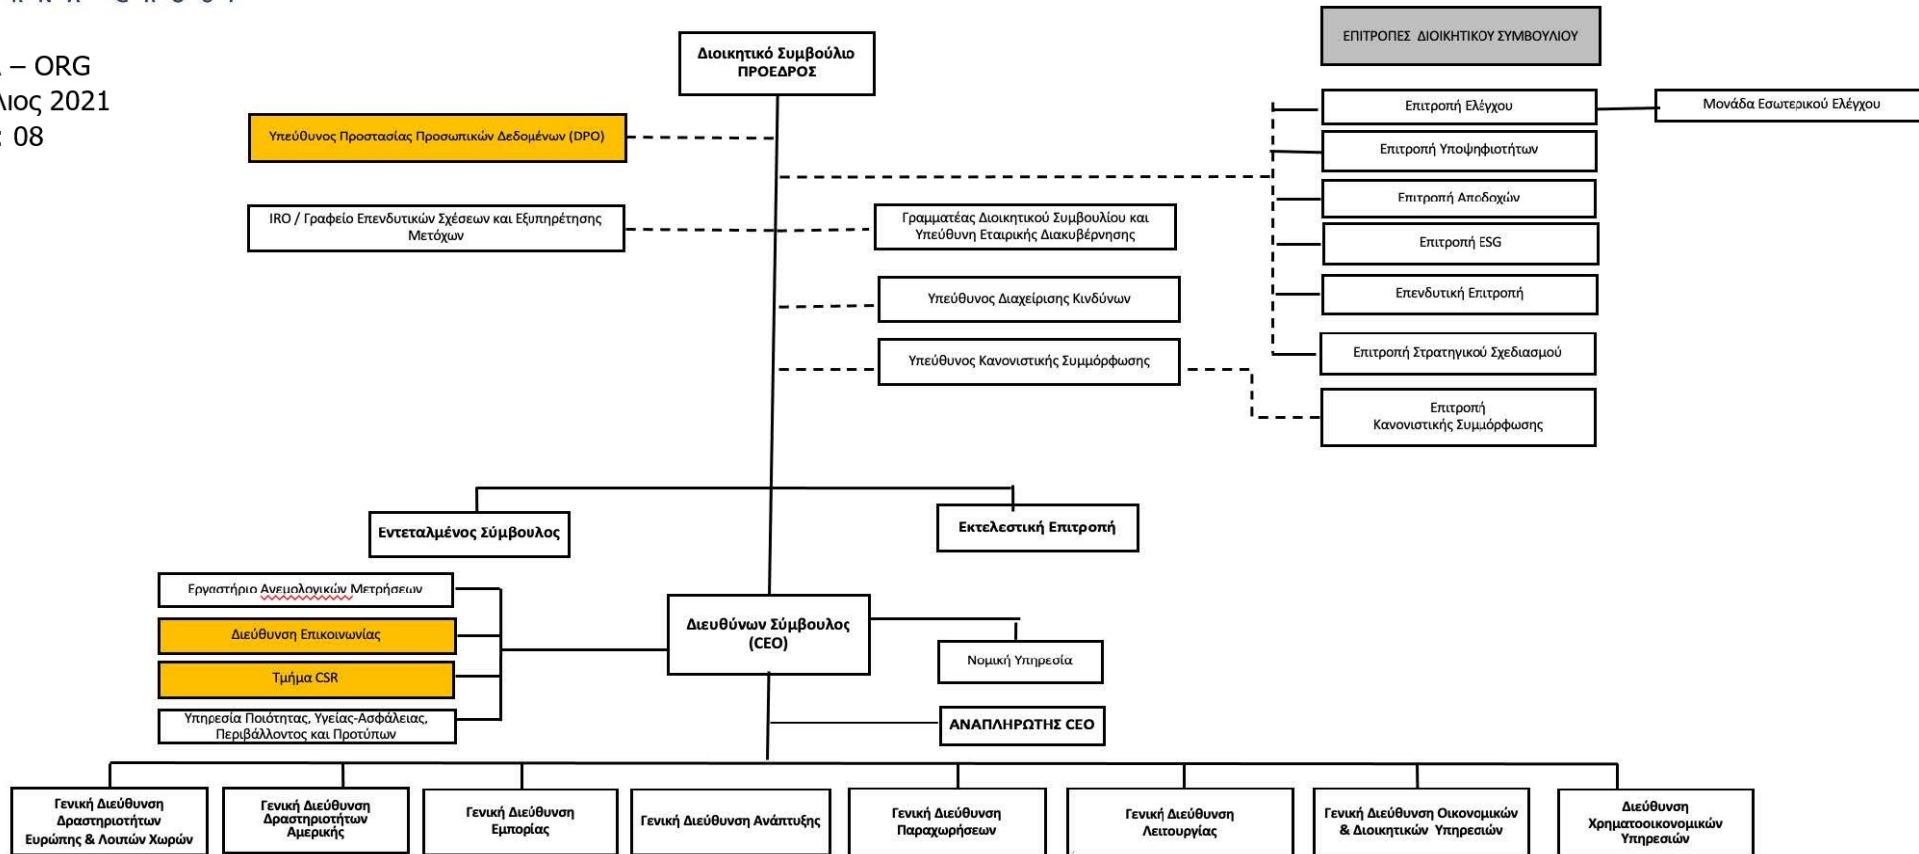 – ORG
2021
: 08
Διοικητικό Συμβούλιο
ΠΡΟΕΔΡΟΣ
ΕΠΙΤΡΟΠΕΣ ΔΙΟΙΚΗΤΙΚΟΥ ΣΥΜΒΟΥΛΙΟΥ
Υπεύθυνος Προστασίας Προσωπικών Δεδομένων (DPO)
Επιτροπή Ελέγχου
Μονάδα Εσωτερικού Ελέγχου
Επιτροπή Υποψηφιοτήτων
Επιτροπή Αποδοχών
IRO / Γραφείο Επενδυτικών Σχέσεων και Εξυπηρέτησης
Μετόχων
Γραμματέας Διοικητικού Συμβουλίου και
Υπεύθυνη Εταιρικής Διακυβέρνησης
Επιτροπή ESG
Υπεύθυνος Διαχείρισης Κινδύνων
Επενδυτική Επιτροπή
Υπεύθυνος Κανονιστικής Συμμόρφωσης
Επιτροπή Στρατηγικού Σχεδιασμού
Επιτροπή
Κανονιστικής Συμμόρφωσης
Εντεταλμένος Σύμβουλος
Εκτελεστική Επιτροπή
Εργαστήριο Ανεμολογικών Μετρήσεων
Διεύθυνση Επικοινωνίας
Τμήμα CSR
Υπηρεσία Ποιότητας, Υγείας-Ασφάλειας,
Περιβάλλοντος και Προτύπων
Διευθύνων Σύμβουλος
(CEO)
Νομική Υπηρεσία
ΑΝΑΠΛΗΡΩΤΗΣ CEO
Γενική Διεύθυνση
Δραστηριοτήτων
Ευρώπης & Λοιπών Χωρών
Γενική Διεύθυνση
Δραστηριοτήτων
Αμερικής
Γενική Διεύθυνση
Εμπορίας
Γενική Διεύθυνση Ανάπτυξης
Γενική Διεύθυνση
Παραχωρήσεων
Γενική Διεύθυνση
Λειτουργίας
Γενική Διεύθυνση Οικονομικών
& Διοικητικών Υπηρεσιών
Διεύθυνση
Χρηματοοικονομικών
Υπηρεσιών